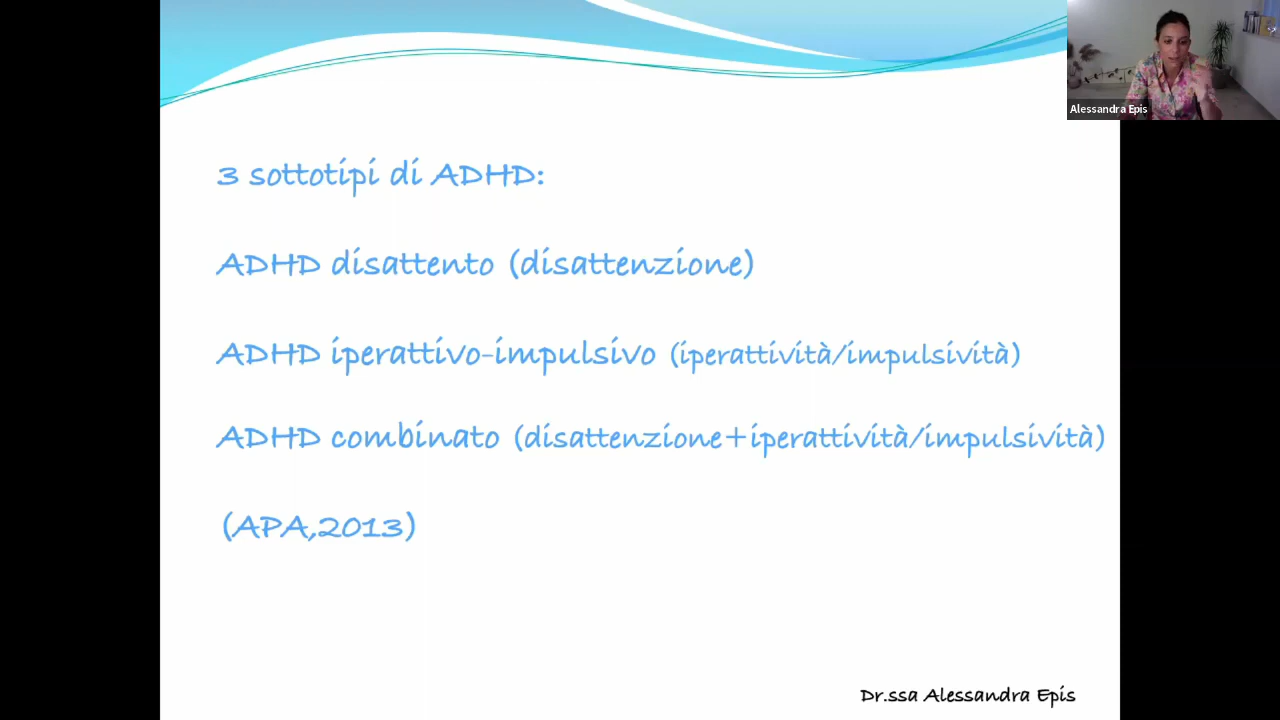 Alessandra Epis
3 sottotipi di ADHD:
ADHD disattento (disattenzione)
ADHD iperattivo-impulsivo (iperattività/impulsività)
ADHD combinato (disattenzione+iperattività/impulsività)
(APA,2013)
Dr.ssa Alessandra Epis